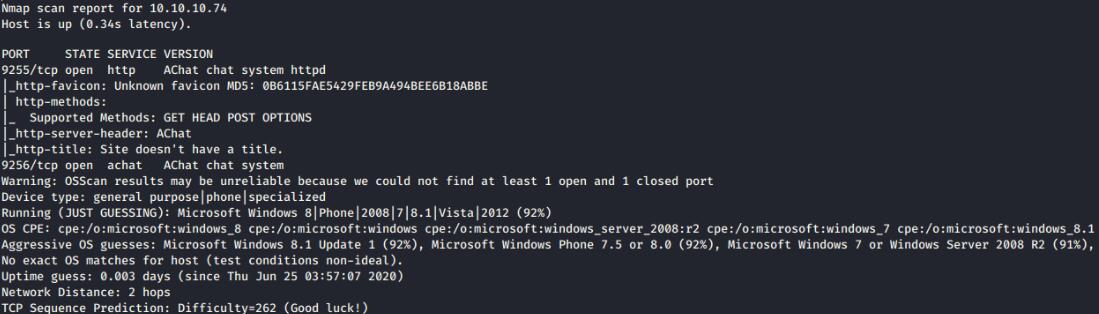 Nmap scan report for 10.10.10.74
Host is up (0.34s latency).
PORT     STATE SERVICE VERSION
9255/tcp open  http    AChat chat system httpd
|_http-favicon: Unknown favicon MD5: 0B6115FAE5429FEB9A494BEE6B18ABBE
| http-methods:
|_  Supported Methods: GET HEAD POST OPTIONS
|_http-server-header: AChat
|_http-title: Site doesn't have a title.
9256/tcp open  achat   AChat chat system
Warning: OSScan results may be unreliable because we could not find at least 1 open and 1 closed port
Device type: general purpose|phone|specialized
Running (JUST GUESSING): Microsoft Windows 8|Phone|2008|7|8.1|Vista|2012 (92%)
OS CPE: cpe:/o:microsoft:windows_8 cpe:/o:microsoft:windows cpe:/o:microsoft:windows_server_2008:r2 cpe:/o:microsoft:windows_7 cpe:/o:microsoft:windows_8.1
Aggressive OS guesses: Microsoft Windows 8.1 Update 1 (92%), Microsoft Windows Phone 7.5 or 8.0 (92%), Microsoft Windows 7 or Windows Server 2008 R2 (91%),
No exact OS matches for host (test conditions non-ideal).
Uptime guess: 0.003 days (since Thu Jun 25 03:57:07 2020)
Network Distance: 2 hops
TCP Sequence Prediction: Difficulty=262 (Good luck!)